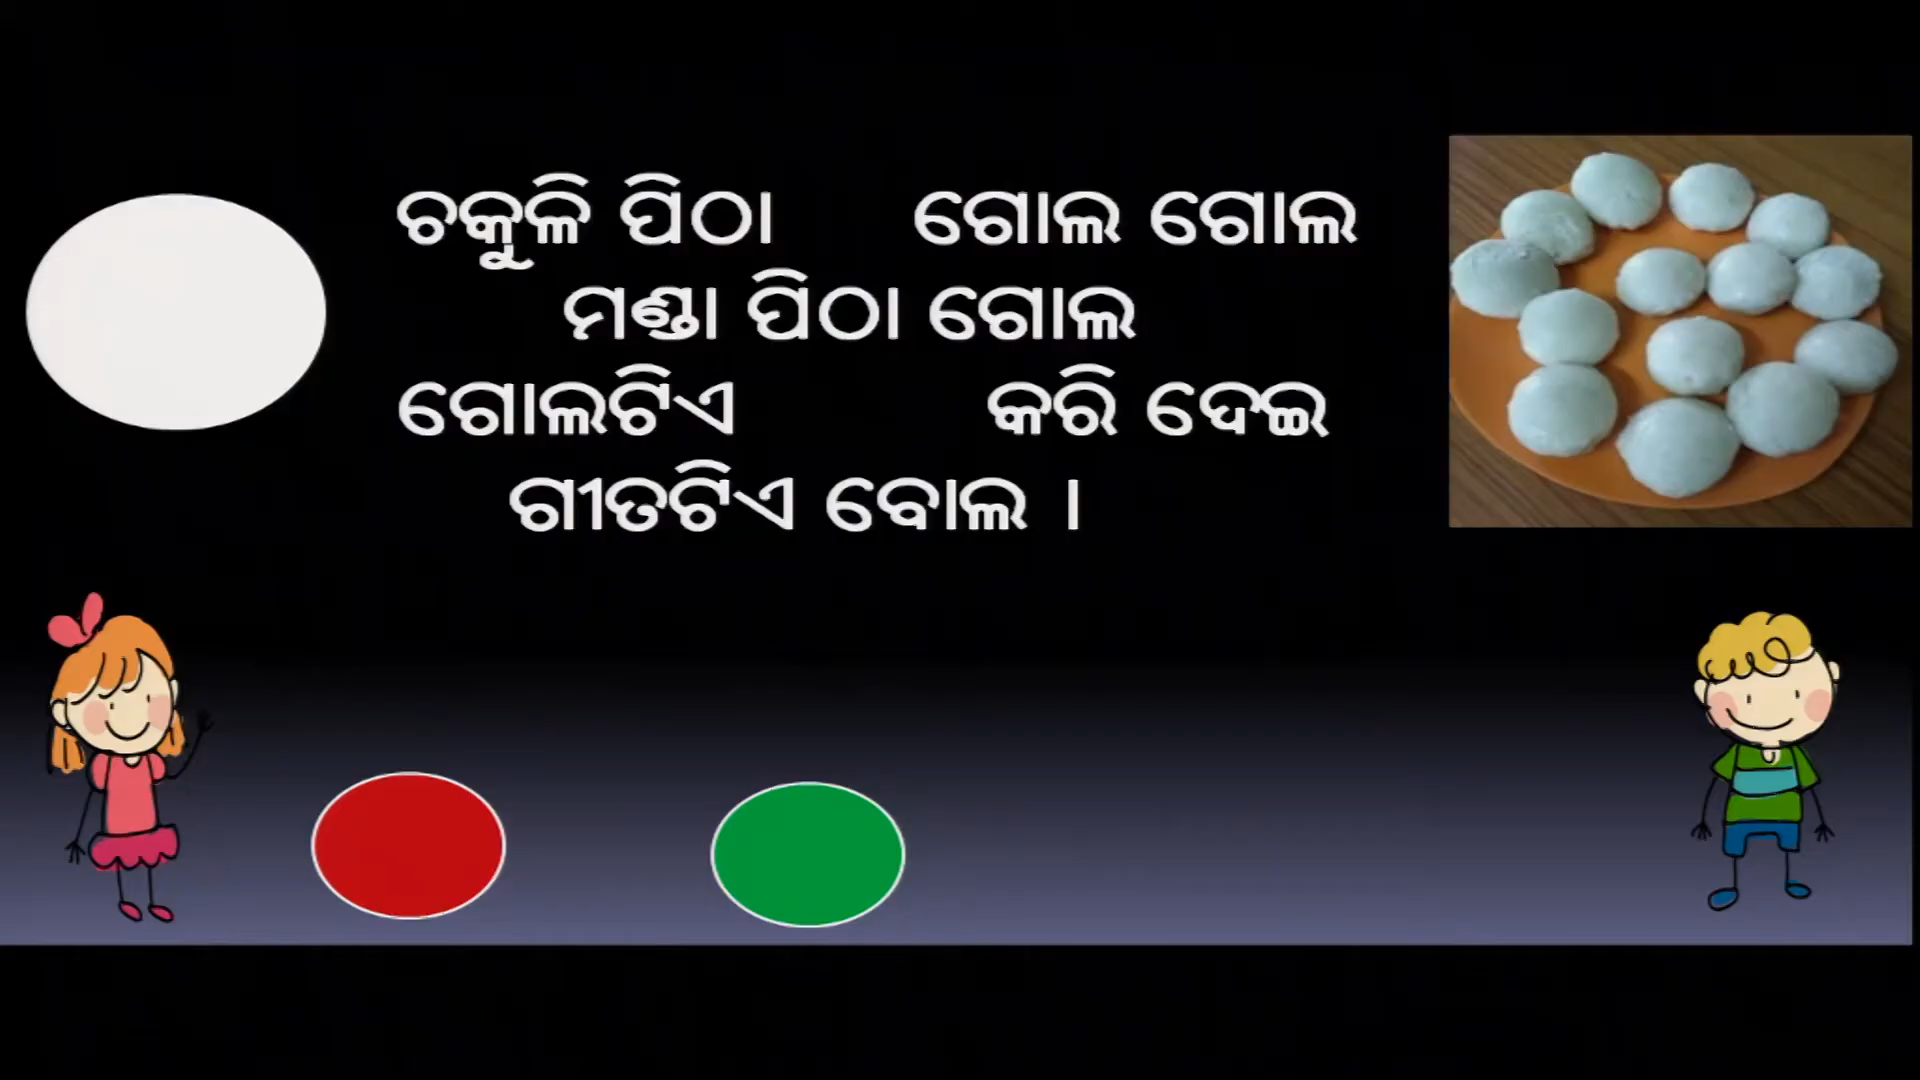 ଚକୁଳି ପିଠା ଗୋଲ ଗୋଲ
ମଣ୍ଡା ପିଠା ଗୋଲ
ଗୋଲଟିଏ କରି ଦେଇ
ଗୀତଟିଏ ବୋଲ ।